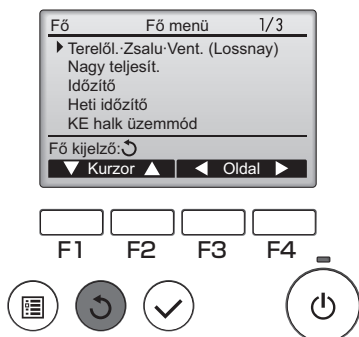 Fő Fő menü 1/3
Terelől.·Zsalu·Vent. (Lossnay)
Nagy teljesít.
Időzítő
Heti időzítő
KE halk üzemmód
Fő kijelző:
Kurzor Oldal
F1 F2 F3 F4